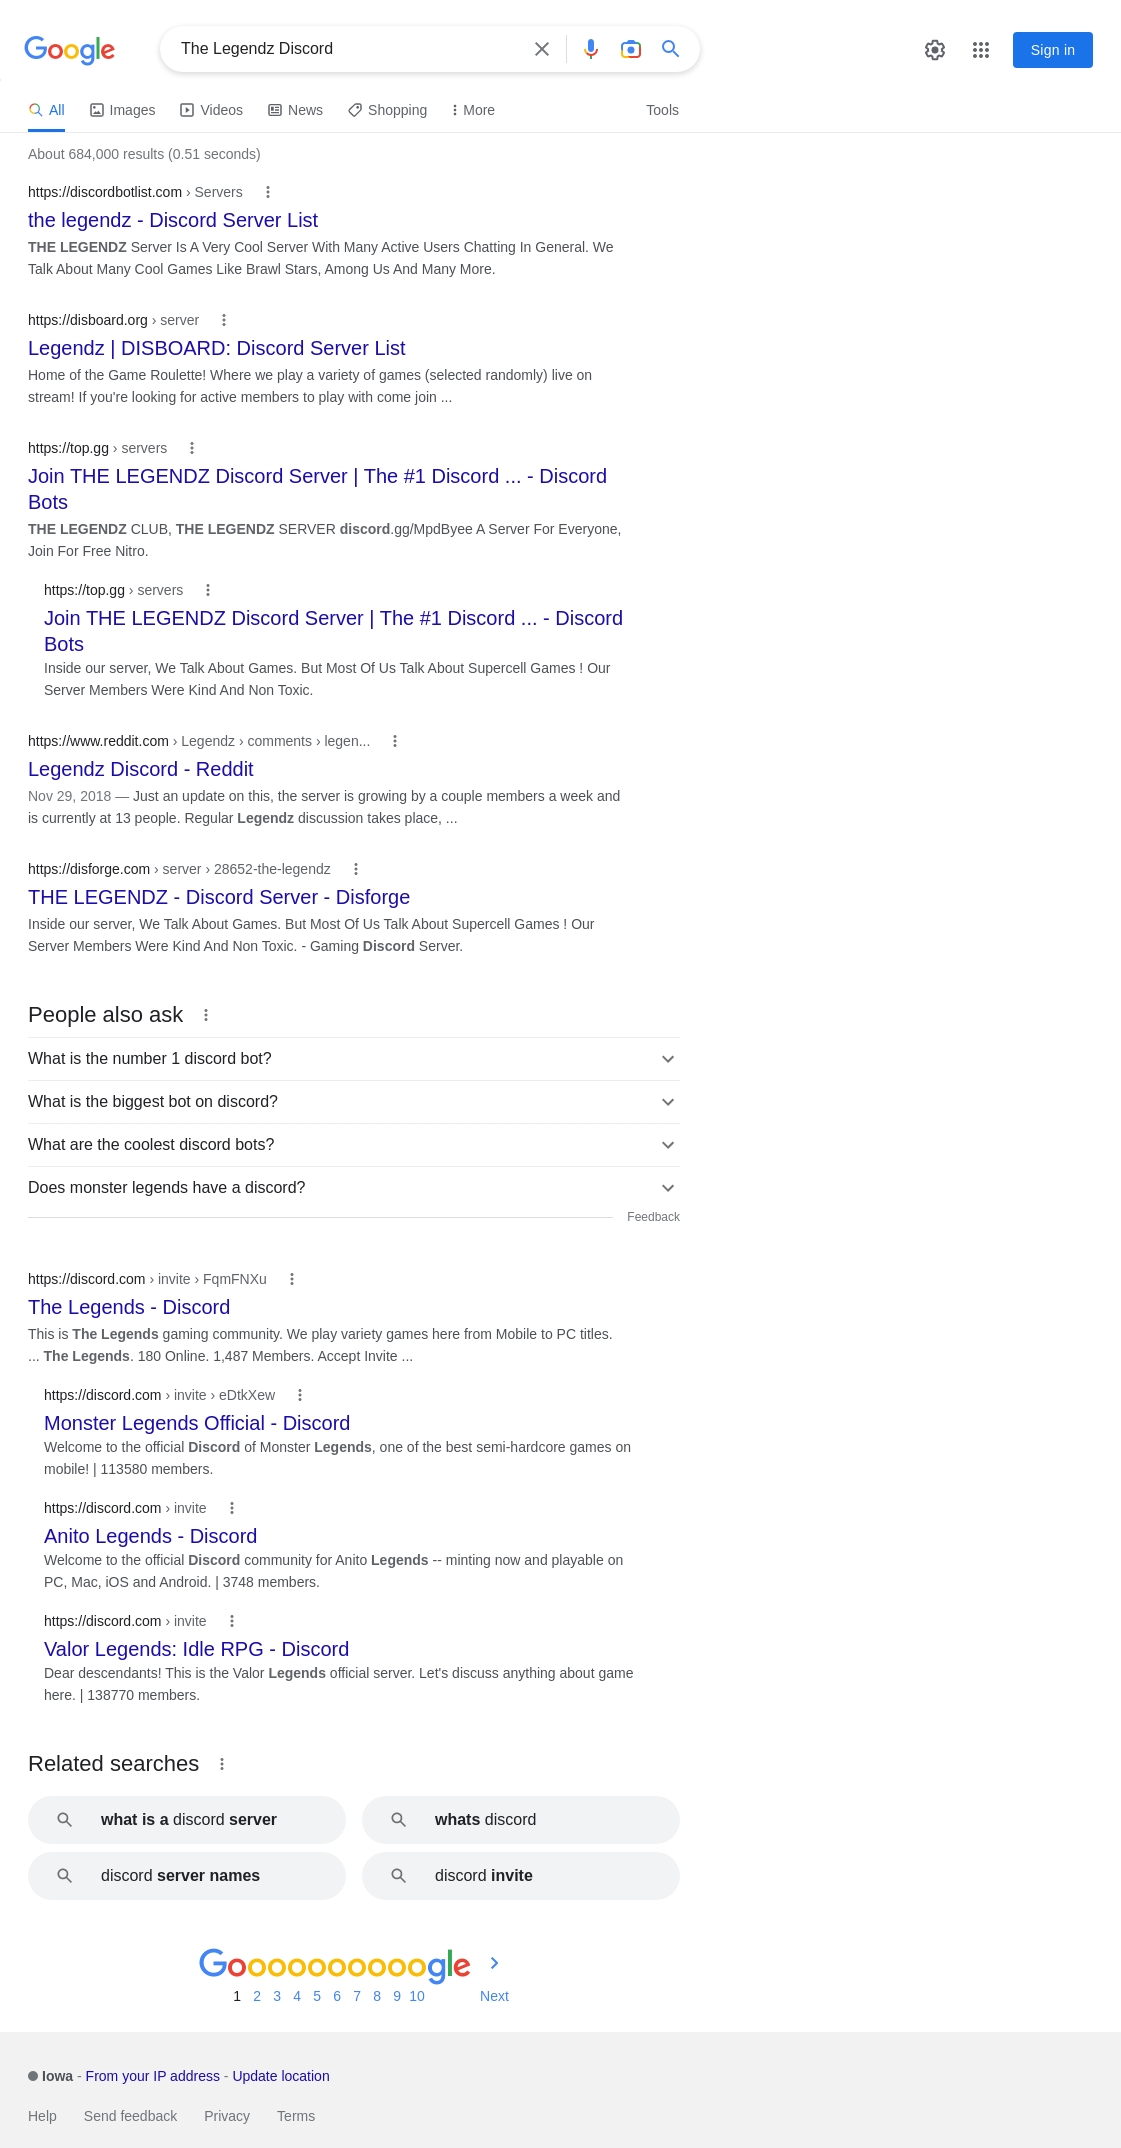 Google
The Legendz Discord
Sign in
All
Images
Videos
News
Shopping
More
Tools
About 684,000 results (0.51 seconds)
https://discordbotlist.com › Servers
the legendz - Discord Server List
THE LEGENDZ Server Is A Very Cool Server With Many Active Users Chatting In General. We
Talk About Many Cool Games Like Brawl Stars, Among Us And Many More.
https://disboard.org › server
Legendz | DISBOARD: Discord Server List
Home of the Game Roulette! Where we play a variety of games (selected randomly) live on
stream! If you're looking for active members to play with come join ...
https://top.gg › servers
Join THE LEGENDZ Discord Server | The #1 Discord ... - Discord
Bots
THE LEGENDZ CLUB, THE LEGENDZ SERVER discord.gg/MpdByee A Server For Everyone,
Join For Free Nitro.
https://top.gg › servers
Join THE LEGENDZ Discord Server | The #1 Discord ... - Discord
Bots
Inside our server, We Talk About Games. But Most Of Us Talk About Supercell Games ! Our
Server Members Were Kind And Non Toxic.
https://www.reddit.com › Legendz › comments › legen...
Legendz Discord - Reddit
Nov 29, 2018 — Just an update on this, the server is growing by a couple members a week and
is currently at 13 people. Regular Legendz discussion takes place, ...
https://disforge.com › server › 28652-the-legendz
THE LEGENDZ - Discord Server - Disforge
Inside our server, We Talk About Games. But Most Of Us Talk About Supercell Games ! Our
Server Members Were Kind And Non Toxic. - Gaming Discord Server.
People also ask
What is the number 1 discord bot?
What is the biggest bot on discord?
What are the coolest discord bots?
Does monster legends have a discord?
Feedback
https://discord.com › invite › FqmFNXu
The Legends - Discord
This is The Legends gaming community. We play variety games here from Mobile to PC titles.
... The Legends. 180 Online. 1,487 Members. Accept Invite ...
https://discord.com › invite › eDtkXew
Monster Legends Official - Discord
Welcome to the official Discord of Monster Legends, one of the best semi-hardcore games on
mobile! | 113580 members.
https://discord.com › invite
Anito Legends - Discord
Welcome to the official Discord community for Anito Legends -- minting now and playable on
PC, Mac, iOS and Android. | 3748 members.
https://discord.com › invite
Valor Legends: Idle RPG - Discord
Dear descendants! This is the Valor Legends official server. Let's discuss anything about game
here. | 138770 members.
Related searches
what is a discord server
whats discord
discord server names
discord invite
Goooooooooogle
1 2 3 4 5 6 7 8 9 10 Next
Iowa - From your IP address - Update location
Help Send feedback Privacy Terms